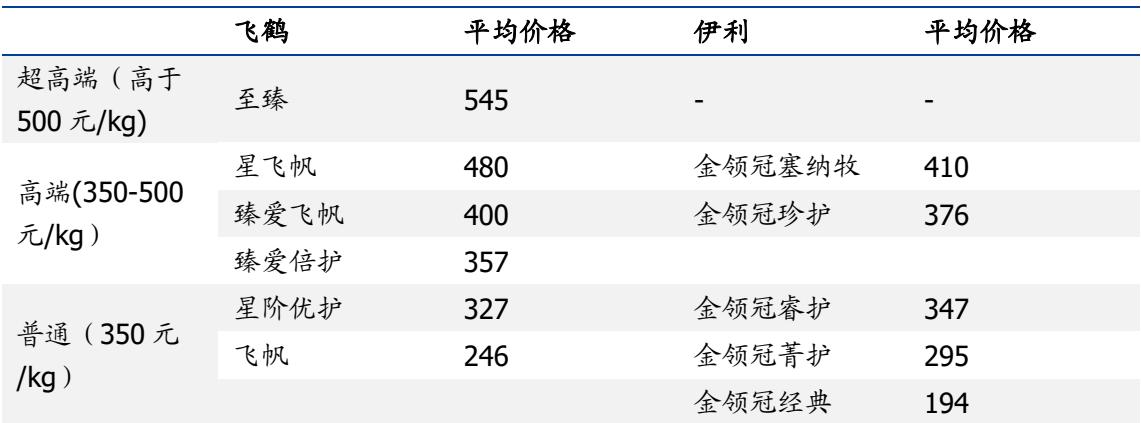 飞鹤 平均价格 伊利 平均价格
超高端（高于
500 元/kg)
至臻 545 - -
高端(350-500
元/kg）
星飞帆 480 金领冠塞纳牧 410
臻爱飞帆 400 金领冠珍护 376
臻爱倍护 357
普通（350 元
/kg）
星阶优护 327 金领冠睿护 347
飞帆 246 金领冠菁护 295
金领冠经典 194